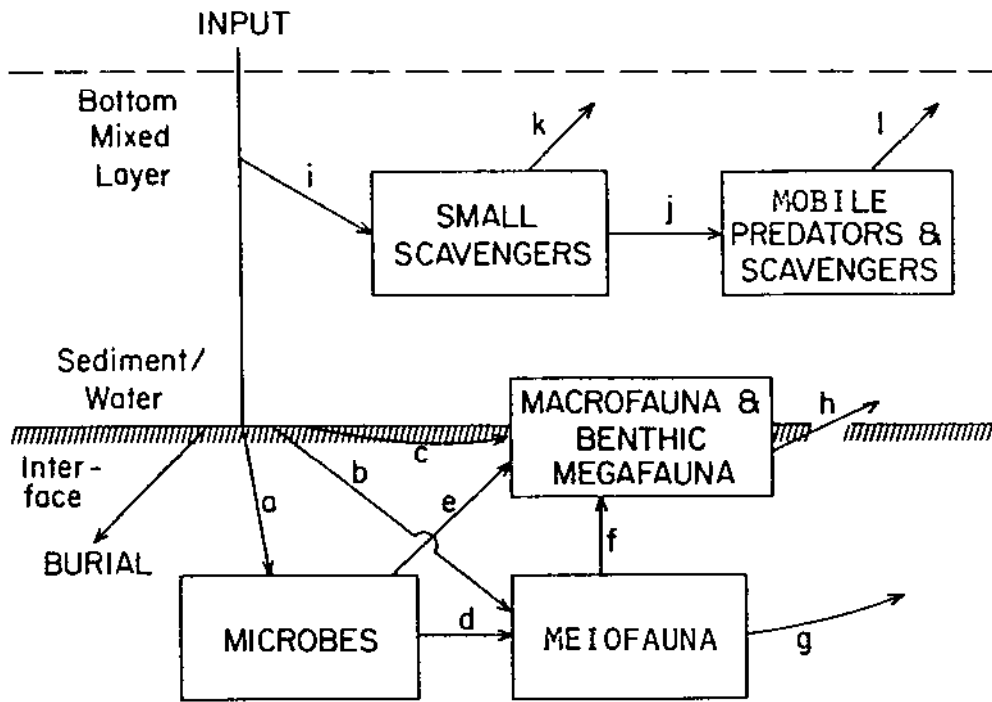 INPUT
Bottom
Mixed
Layer
k
l
i
SMALL
SCAVENGERS
j
MOBILE
PREDATORS &
SCAVENGERS
Sediment/
Water
Inter-
face
MACROFAUNA &
BENTHIC
MEGAFAUNA
h
c
b
e
a
f
BURIAL
MICROBES
d
MEIOFAUNA
g